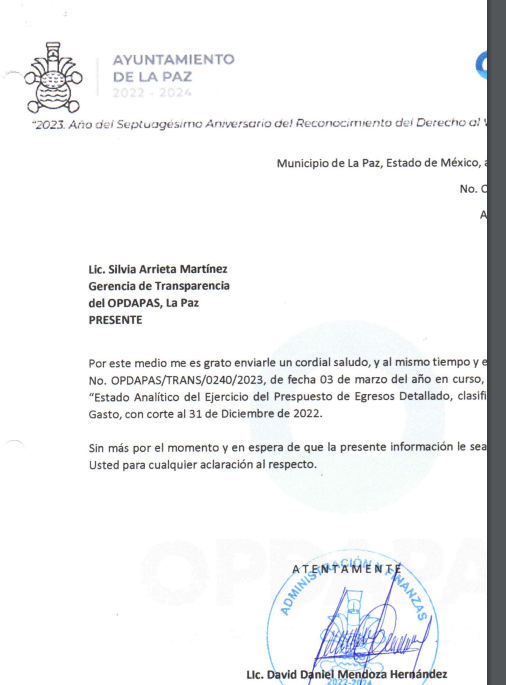 AYUNTAMIENTO
DE LA PAZ
2022 - 2024
"2023. Año del Septuagésimo Aniversario del Reconocimiento del Derecho al
Municipio de La Paz, Estado de México,
No.
Lic. Silvia Arrieta Martínez
Gerencia de Transparencia
del OPDAPAS, La Paz
PRESENTE
Por este medio me es grato enviarle un cordial saludo, y al mismo tiempo y
No. OPDAPAS/TRANS/0240/2023, de fecha 03 de marzo del año en curso,
"Estado Analítico del Ejercicio del Prespuesto de Egresos Detallado, clasifi
Gasto, con corte al 31 de Diciembre de 2022.
Sin más por el momento y en espera de que la presente información le sea
Usted para cualquier aclaración al respecto.
OPDAPA
ATENTAMENTE
ADMINISTRACIÓN Y FINANZAS
Lic. David Daniel Mendoza Hernández
2022-2024